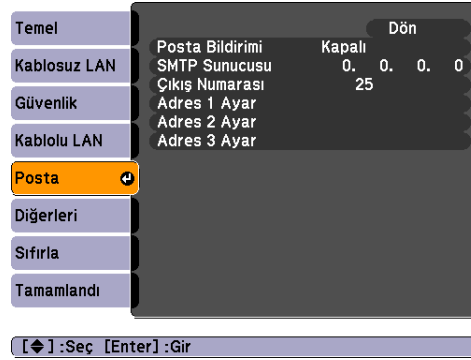 Temel
Kablosuz LAN
Güvenlik
Kablolu LAN
Posta
Diğerleri
Sıfırla
Tamamlandı
Dön
Posta Bildirimi Kapalı
SMTP Sunucusu 0. 0. 0. 0
Çıkış Numarası 25
Adres 1 Ayar
Adres 2 Ayar
Adres 3 Ayar
[◆] :Seç [Enter] :Gir